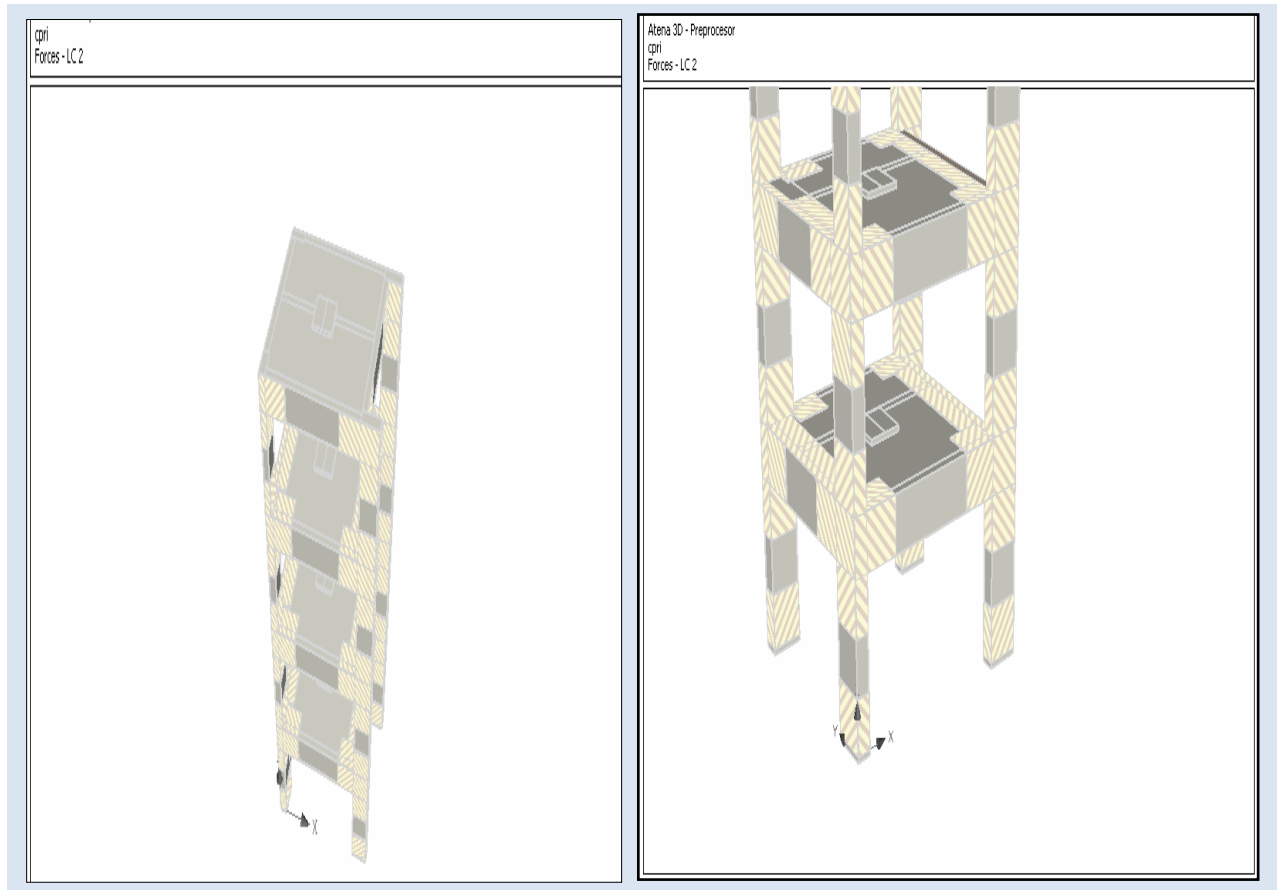 cpri
Forces - LC 2
X
Atena 3D - Preprocesor
cpri
Forces - LC 2
Y
X